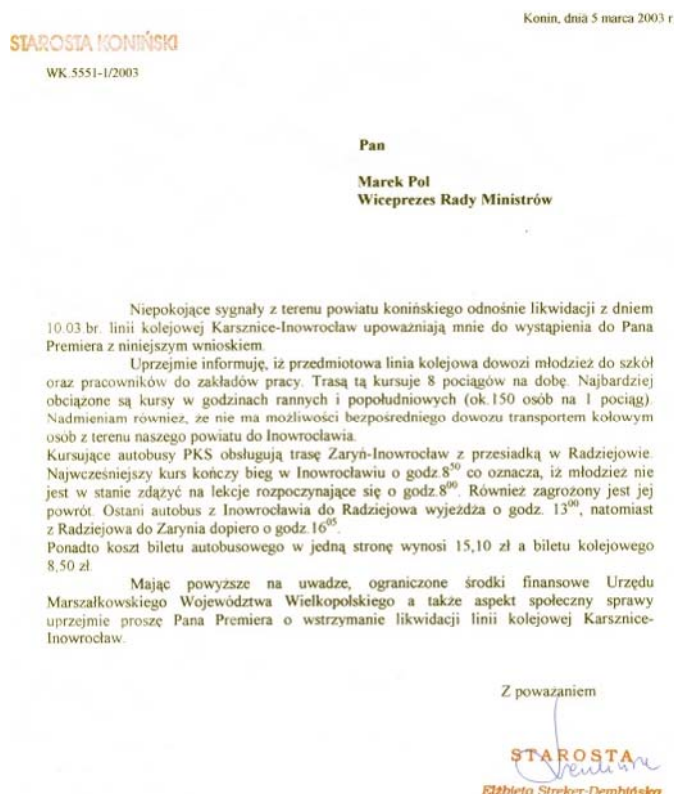 Konin, dnia 5 marca 2003 r
STAROSTA KONIŃSKI
WK.5551-1/2003
Pan
Marek Pol
Wiceprezes Rady Ministrów
Niepokojące sygnały z terenu powiatu konińskiego odnośnie likwidacji z dniem
10.03.br. linii kolejowej Karsznice-Inowrocław upoważniają mnie do wystąpienia do Pana
Premiera z niniejszym wnioskiem.
Uprzejmie informuję, iż przedmiotowa linia kolejowa dowozi młodzież do szkół
oraz pracowników do zakładów pracy. Trasą tą kursuje 8 pociągów na dobę. Najbardziej
obciążone są kursy w godzinach rannych i popołudniowych (ok.150 osób na 1 pociąg).
Nadmieniam również, że nie ma możliwości bezpośredniego dowozu transportem kołowym
osób z terenu naszego powiatu do Inowrocławia.
Kursujące autobusy PKS obsługują trasę Zaryń-Inowrocław z przesiadką w Radziejowie.
Najwcześniejszy kurs kończy bieg w Inowrocławiu o godz.8⁵⁰ co oznacza, iż młodzież nie
jest w stanie zdążyć na lekcje rozpoczynające się o godz.8⁰⁰. Również zagrożony jest jej
powrót. Ostani autobus z Inowrocławia do Radziejowa wyjeżdża o godz. 13⁰⁰, natomiast
z Radziejowa do Zarynia dopiero o godz.16⁰⁵.
Ponadto koszt biletu autobusowego w jedną stronę wynosi 15,10 zł a biletu kolejowego
8,50 zł.
Mając powyższe na uwadze, ograniczone środki finansowe Urzędu
Marszałkowskiego Województwa Wielkopolskiego a także aspekt społeczny sprawy
uprzejmie proszę Pana Premiera o wstrzymanie likwidacji linii kolejowej Karsznice-
Inowrocław.
Z poważaniem
STAROSTA
Elżbieta Streker-Dembińska